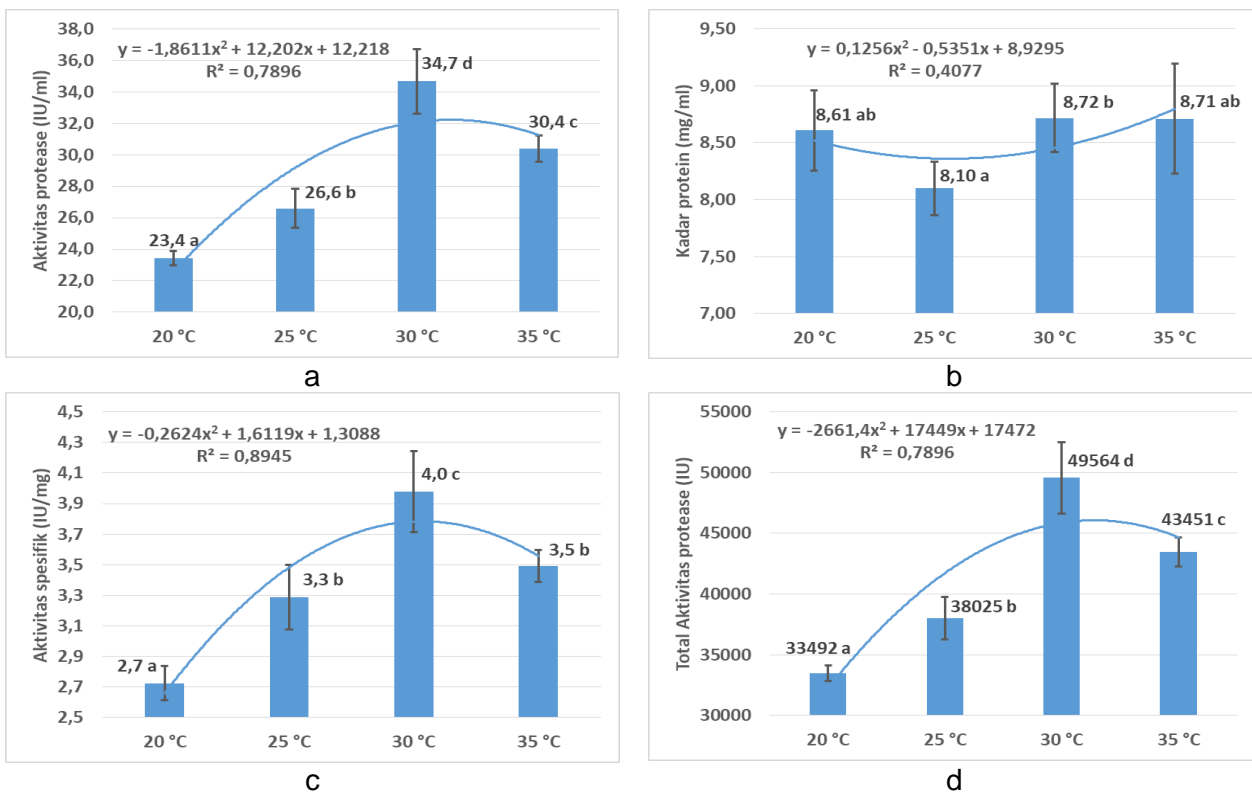 38,0
36,0
34,0
32,0
30,0
28,0
26,0
24,0
22,0
20,0
Aktivitas protease (IU/ml)
y = -1,8611x² + 12,202x + 12,218
R² = 0,7896
23,4 a
26,6 b
34,7 d
30,4 c
20 °C
25 °C
30 °C
35 °C
a
9,50
9,00
8,50
8,00
7,50
7,00
Kadar protein (mg/ml)
y = 0,1256x² - 0,5351x + 8,9295
R² = 0,4077
8,61 ab
8,10 a
8,72 b
8,71 ab
20 °C
25 °C
30 °C
35 °C
b
4,5
4,3
4,1
3,9
3,7
3,5
3,3
3,1
2,9
2,7
2,5
Aktivitas spesifik (IU/mg)
y = -0,2624x² + 1,6119x + 1,3088
R² = 0,8945
2,7 a
3,3 b
4,0 c
3,5 b
20 °C
25 °C
30 °C
35 °C
c
55000
50000
45000
40000
35000
30000
Total Aktivitas protease (IU)
y = -2661,4x² + 17449x + 17472
R² = 0,7896
33492 a
38025 b
49564 d
43451 c
20 °C
25 °C
30 °C
35 °C
d